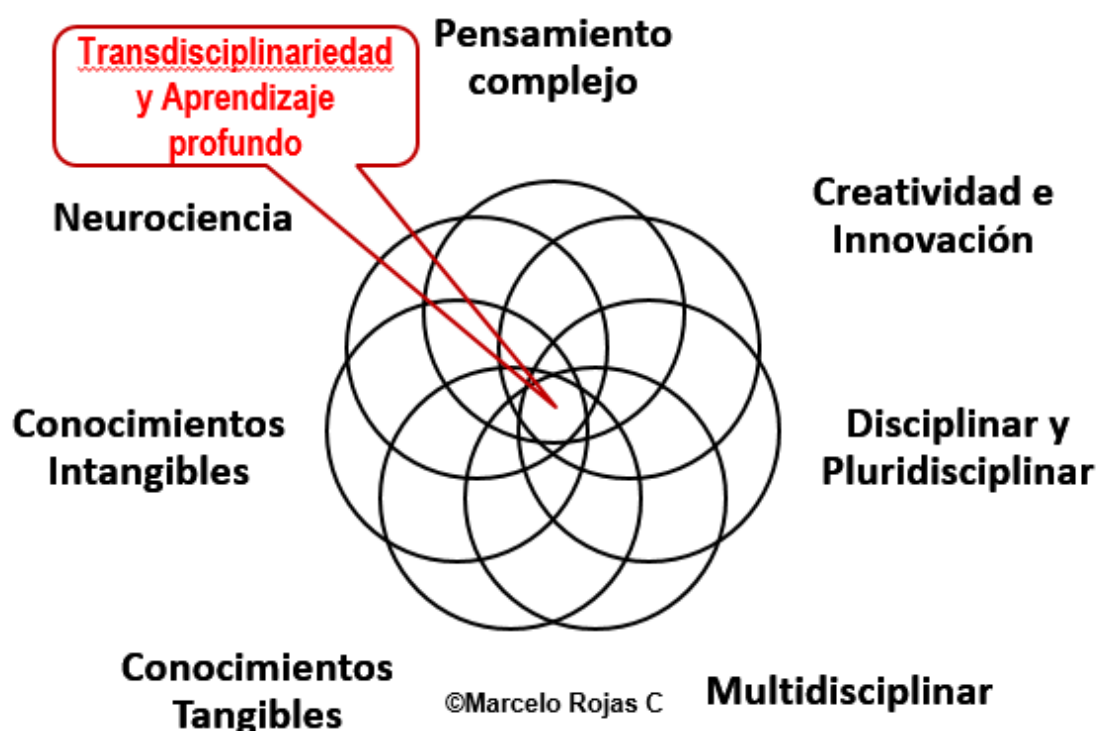 Transdisciplinariedad
y Aprendizaje
profundo
Pensamiento
complejo
Neurociencia
Creatividad e
Innovación
Conocimientos
Intangibles
Disciplinar y
Pluridisciplinar
Conocimientos
Tangibles
©Marcelo Rojas C
Multidisciplinar